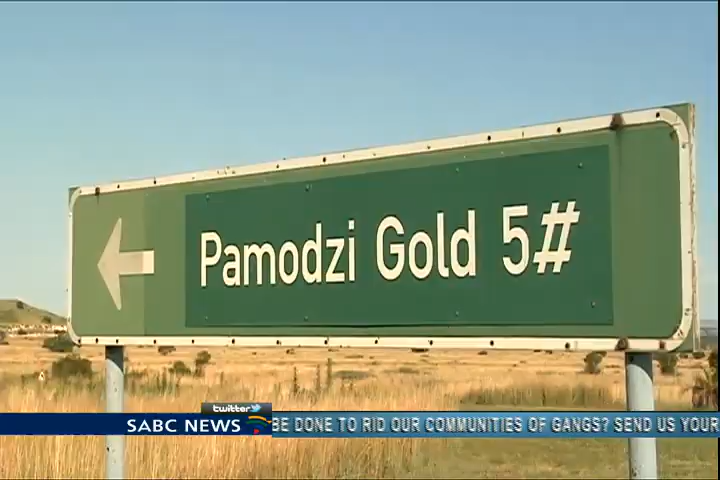 Pamodzi Gold 5#
twitter
SABC NEWS BE DONE TO RID OUR COMMUNITIES OF GANGS? SEND US YOUR